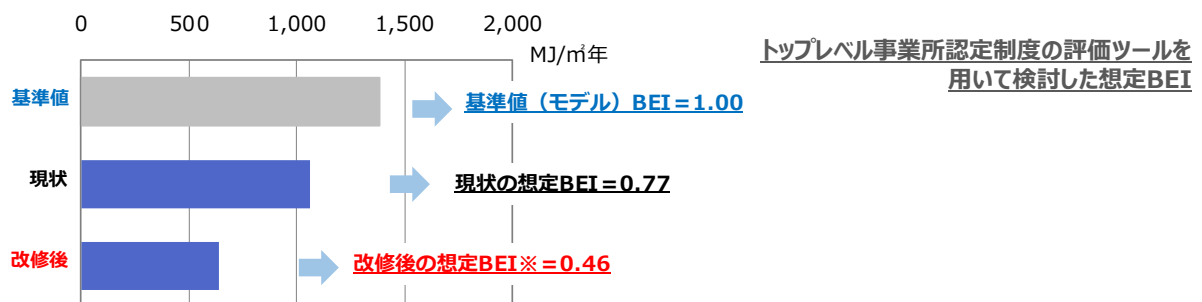 0 500 1,000 1,500 2,000
MJ/㎡年
トップレベル事業所認定制度の評価ツールを
用いて検討した想定BEI
基準値
基準値（モデル）BEI＝1.00
現状
現状の想定BEI＝0.77
改修後
改修後の想定BEI※＝0.46